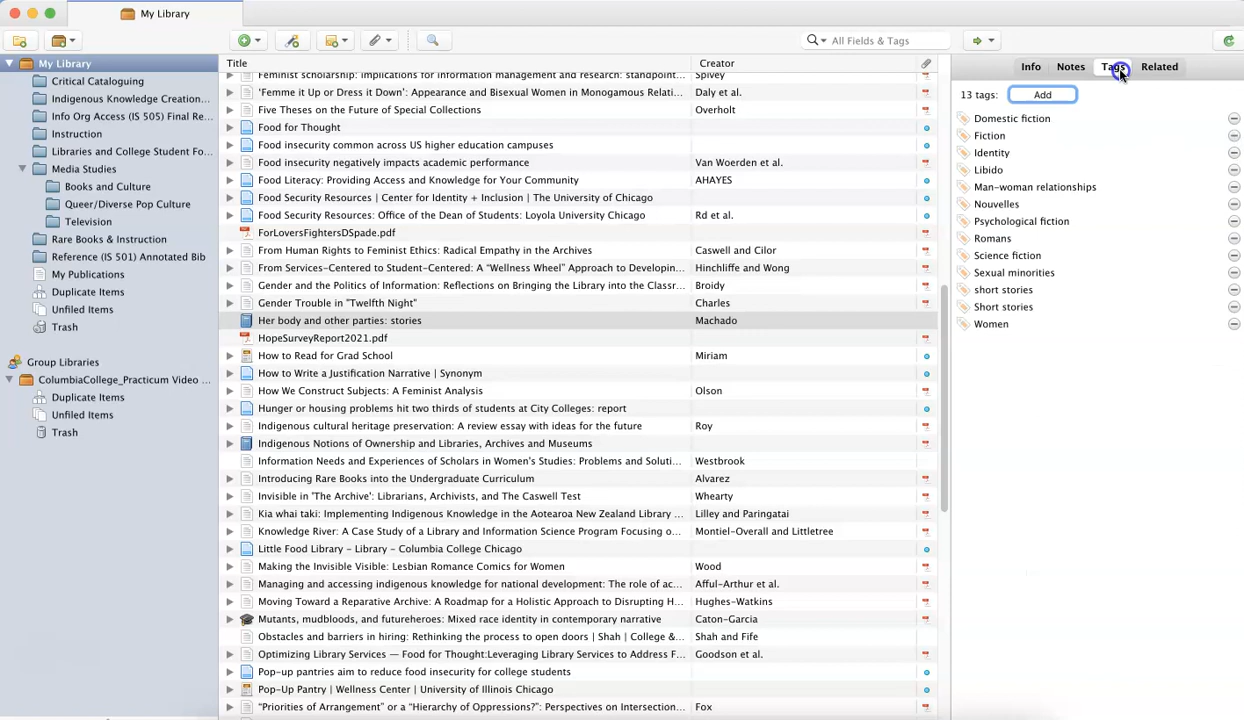 My Library
All Fields & Tags
My Library
Critical Cataloguing
Indigenous Knowledge Creation...
Info Org Access (IS 505) Final Re...
Instruction
Libraries and College Student Fo...
Media Studies
Books and Culture
Queer/Diverse Pop Culture
Television
Rare Books & Instruction
Reference (IS 501) Annotated Bib
My Publications
Duplicate Items
Unfiled Items
Trash
Group Libraries
ColumbiaCollege_Practicum Video ...
Duplicate Items
Unfiled Items
Trash
Title Creator
Feminist scholarship: implications for information management and research: standpoint... Spivey
'Femme it Up or Dress it Down': Appearance and Bisexual Women in Monogamous Relati... Daly et al.
Five Theses on the Future of Special Collections Overholt
Food for Thought
Food insecurity common across US higher education campuses
Food insecurity negatively impacts academic performance Van Woerden et al.
Food Literacy: Providing Access and Knowledge for Your Community AHAYES
Food Security Resources | Center for Identity + Inclusion | The University of Chicago
Food Security Resources: Office of the Dean of Students: Loyola University Chicago Rd et al.
ForLoversFightersDSpade.pdf
From Human Rights to Feminist Ethics: Radical Empathy in the Archives Caswell and Cilor
From Services-Centered to Student-Centered: A "Wellness Wheel" Approach to Developin... Hinchliffe and Wong
Gender and the Politics of Information: Reflections on Bringing the Library into the Classr... Broidy
Gender Trouble in "Twelfth Night" Charles
Her body and other parties: stories Machado
HopeSurveyReport2021.pdf
How to Read for Grad School Miriam
How to Write a Justification Narrative | Synonym
How We Construct Subjects: A Feminist Analysis Olson
Hunger or housing problems hit two thirds of students at City Colleges: report
Indigenous cultural heritage preservation: A review essay with ideas for the future Roy
Indigenous Notions of Ownership and Libraries, Archives and Museums
Information Needs and Experiences of Scholars in Women's Studies: Problems and Soluti... Westbrook
Introducing Rare Books into the Undergraduate Curriculum Alvarez
Invisible in 'The Archive': Librarians, Archivists, and The Caswell Test Whearty
Kia whai taki: Implementing Indigenous Knowledge in the Aotearoa New Zealand Library ... Lilley and Paringatai
Knowledge River: A Case Study of a Library and Information Science Program Focusing o... Montiel-Overall and Littletree
Little Food Library – Library – Columbia College Chicago
Making the Invisible Visible: Lesbian Romance Comics for Women Wood
Managing and accessing indigenous knowledge for national development: The role of ac... Afful-Arthur et al.
Moving Toward a Reparative Archive: A Roadmap for a Holistic Approach to Disrupting H... Hughes-Watkins
Mutants, mudbloods, and futureheroes: Mixed race identity in contemporary narrative Caton-Garcia
Obstacles and barriers in hiring: Rethinking the process to open doors | Shah | College &... Shah and Fife
Optimizing Library Services — Food for Thought:Leveraging Library Services to Address F... Goodson et al.
Pop-up pantries aim to reduce food insecurity for college students
Pop-Up Pantry | Wellness Center | University of Illinois Chicago
"Priorities of Arrangement" or a "Hierarchy of Oppressions?": Perspectives on Intersection... Fox
Info Notes Tags Related
13 tags: Add
Domestic fiction
Fiction
Identity
Libido
Man-woman relationships
Nouvelles
Psychological fiction
Romans
Science fiction
Sexual minorities
short stories
Short stories
Women